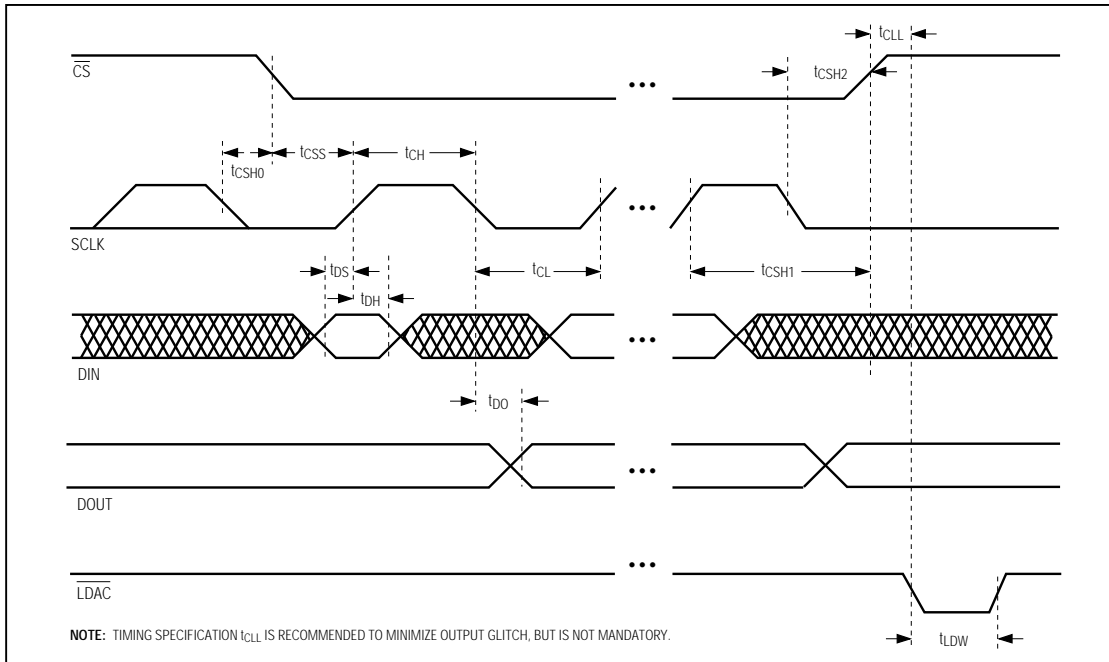 tCLL
CS
tCSH2
•••
tCSH0
tCSS
tCH
•••
SCLK
tDS
tCL
tCSH1
tDH
•••
DIN
tDO
•••
DOUT
•••
LDAC
NOTE: TIMING SPECIFICATION tCLL IS RECOMMENDED TO MINIMIZE OUTPUT GLITCH, BUT IS NOT MANDATORY.
tLDW